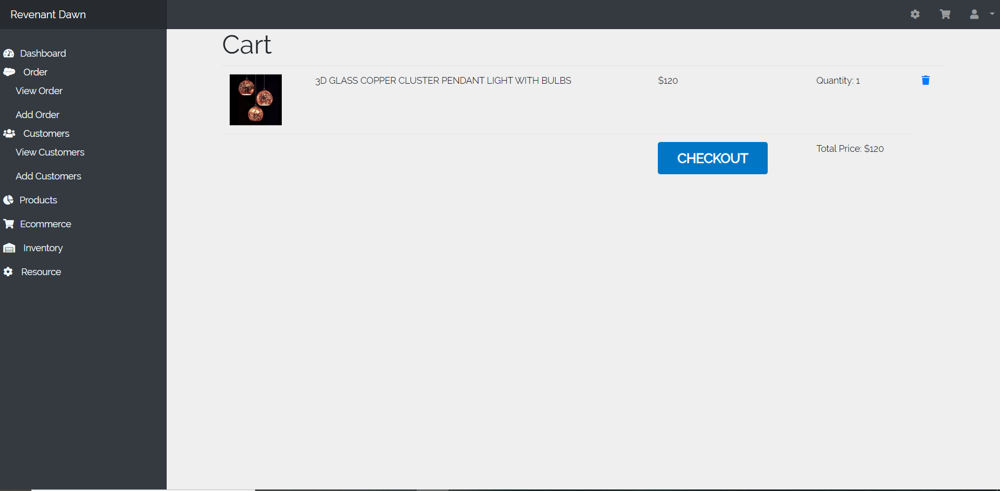 Revenant Dawn
Dashboard
Order
View Order
Add Order
Customers
View Customers
Add Customers
Products
Ecommerce
Inventory
Resource
Cart
3D GLASS COPPER CLUSTER PENDANT LIGHT WITH BULBS $120 Quantity: 1
CHECKOUT Total Price: $120